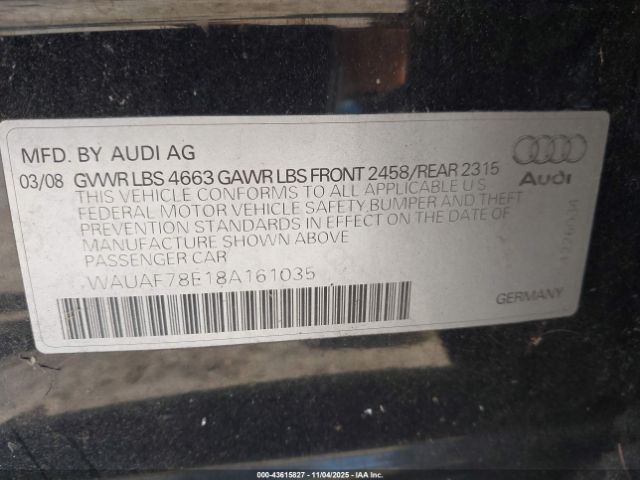 MFD. BY AUDI AG
03/08 GVWR LBS 4663 GAWR LBS FRONT 2458/REAR 2315
THIS VEHICLE CONFORMS TO ALL APPLICABLE U S
FEDERAL MOTOR VEHICLE SAFETY, BUMPER AND THEFT
PREVENTION STANDARDS IN EFFECT ON THE DATE OF
MANUFACTURE SHOWN ABOVE
PASSENGER CAR
WAUAF78E18A161035
Audi
GERMANY
000-43615827 - 11/04/2025 - Copart